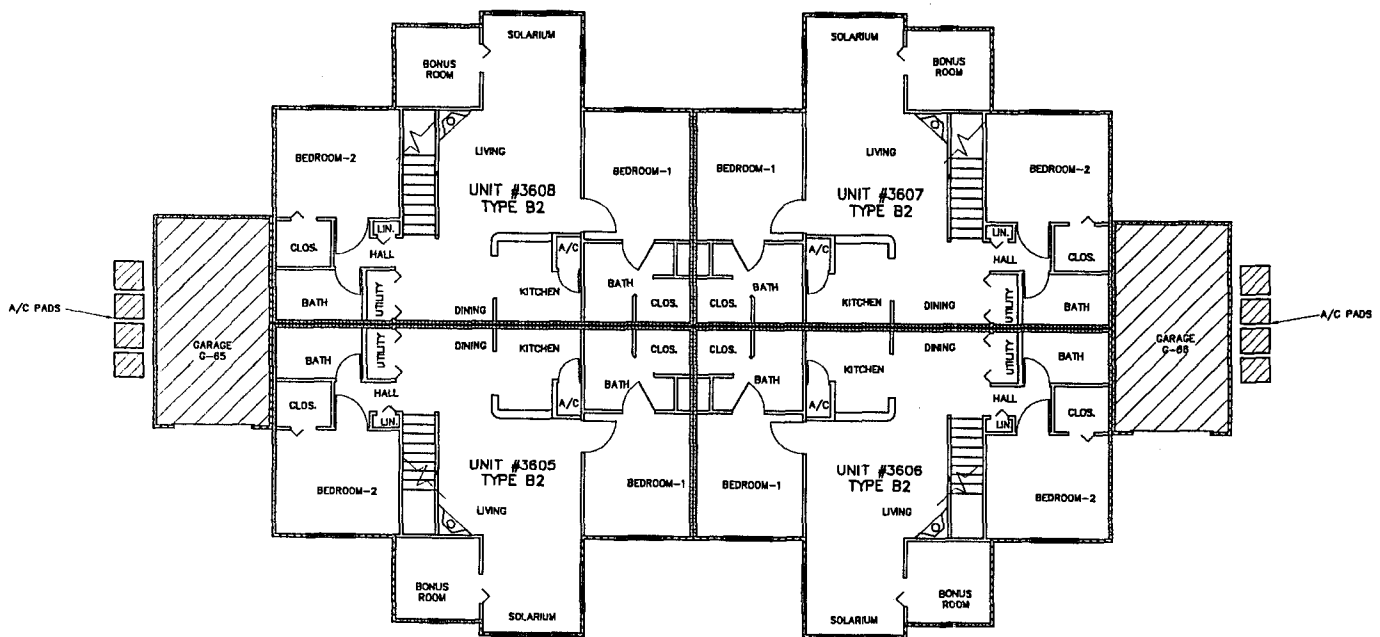 SOLARIUM
SOLARIUM
BONUS
ROOM
BONUS
ROOM
BEDROOM-2
LIVING
BEDROOM-1
BEDROOM-1
LIVING
BEDROOM-2
UNIT #3608
TYPE B2
UNIT #3607
TYPE B2
CLOS.
LIN.
HALL
A/C
A/C
LIN.
HALL
CLOS.
BATH
UTILITY
DINING
KITCHEN
BATH
CLOS.
CLOS.
BATH
KITCHEN
DINING
UTILITY
BATH
A/C PADS
GARAGE
G-65
GARAGE
G-66
A/C PADS
BATH
UTILITY
DINING
KITCHEN
BATH
CLOS.
CLOS.
BATH
KITCHEN
DINING
UTILITY
BATH
CLOS.
HALL
LIN.
A/C
A/C
HALL
LIN.
CLOS.
UNIT #3605
TYPE B2
UNIT #3606
TYPE B2
BEDROOM-2
LIVING
BEDROOM-1
BEDROOM-1
LIVING
BEDROOM-2
BONUS
ROOM
BONUS
ROOM
SOLARIUM
SOLARIUM